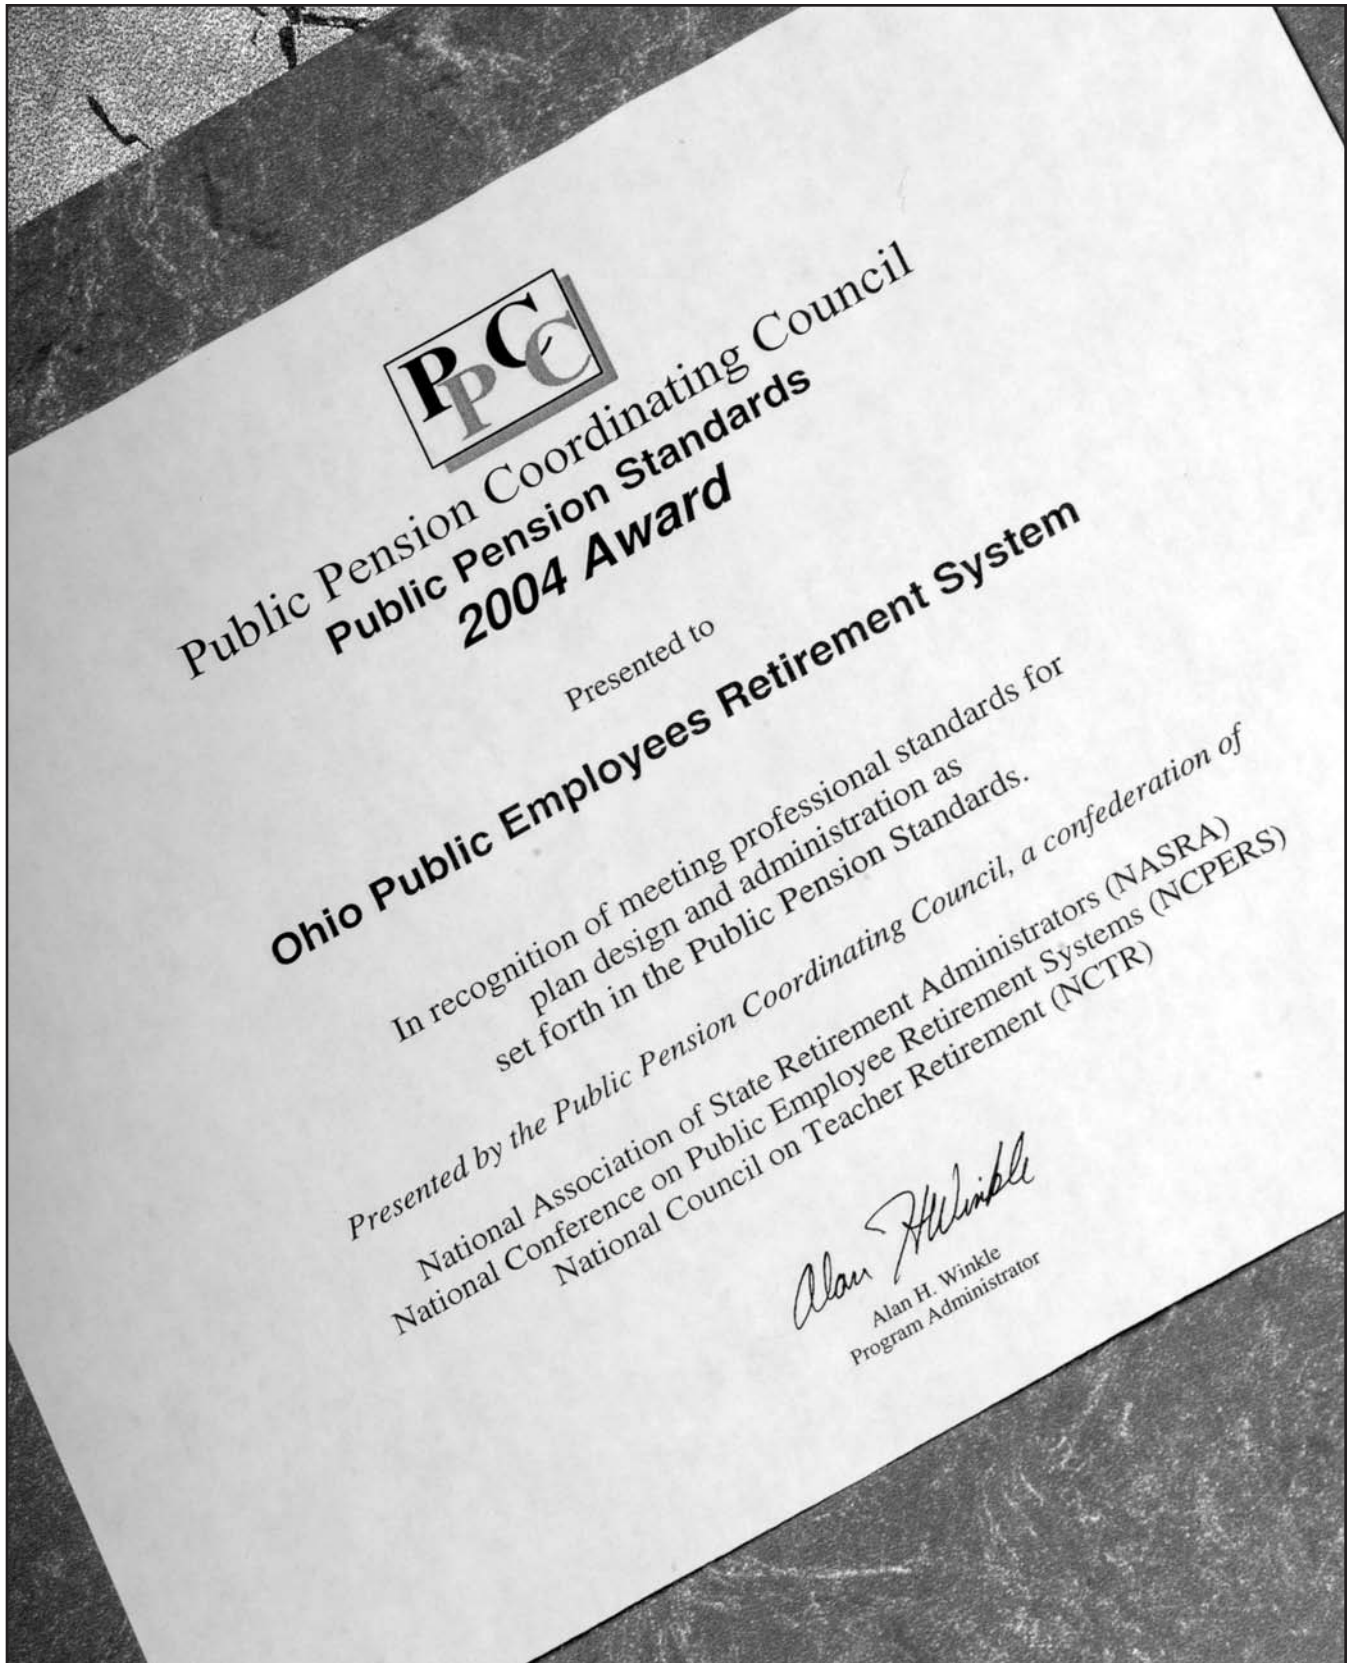 PPCC
Public Pension Coordinating Council
Public Pension Standards
2004 Award
Presented to
Ohio Public Employees Retirement System
In recognition of meeting professional standards for
plan design and administration as
set forth in the Public Pension Standards.
Presented by the Public Pension Coordinating Council, a confederation of
National Association of State Retirement Administrators (NASRA)
National Conference on Public Employee Retirement Systems (NCPERS)
National Council on Teacher Retirement (NCTR)
Alan H Winkle
Alan H. Winkle
Program Administrator